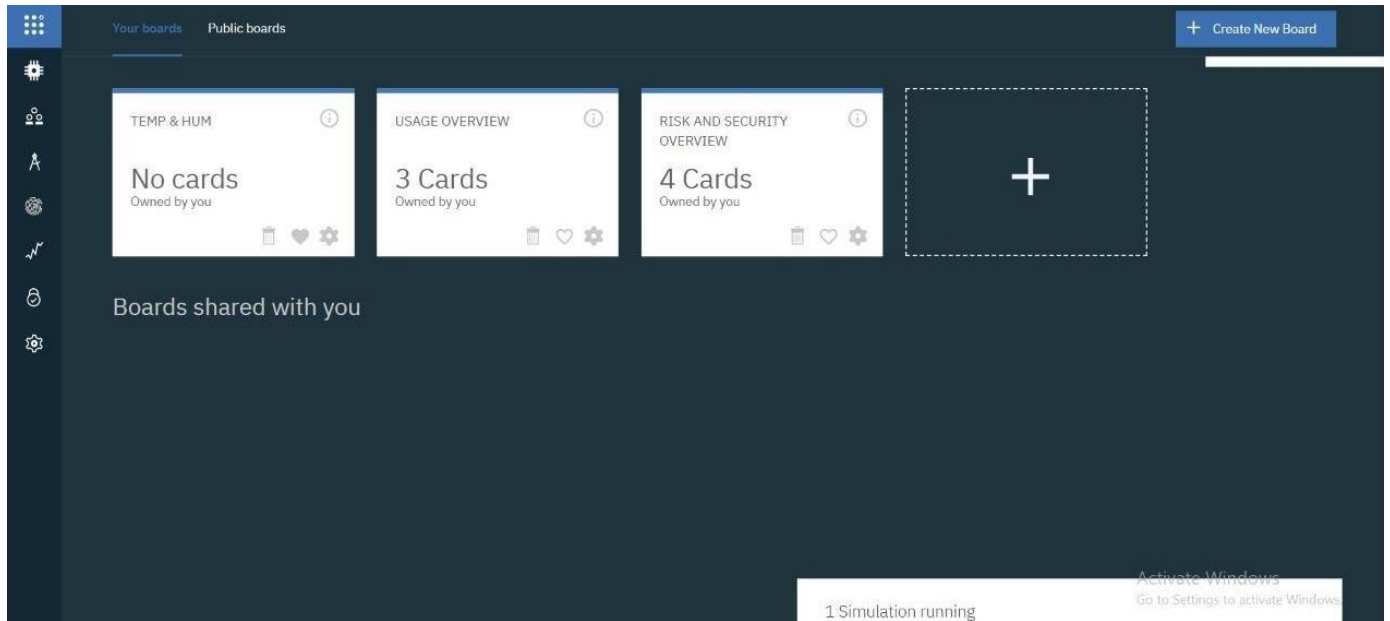 Your boards
Public boards
+ Create New Board
TEMP & HUM
No cards
Owned by you
USAGE OVERVIEW
3 Cards
Owned by you
RISK AND SECURITY
OVERVIEW
4 Cards
Owned by you
Boards shared with you
Activate Windows
Go to Settings to activate Windows.
1 Simulation running